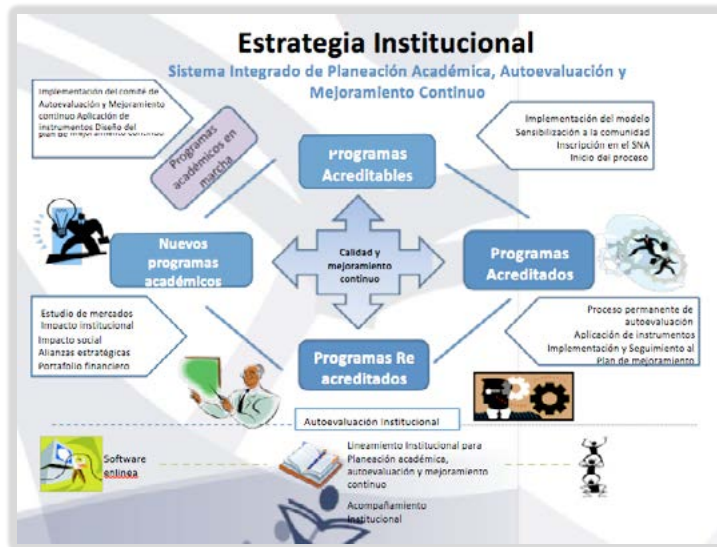 Estrategia Institucional
Sistema Integrado de Planeación Académica, Autoevaluación y
Mejoramiento Continuo
Implementación del comité de
Autoevaluación y Mejoramiento
continuo Aplicación de
instrumentos Diseño del
plan de mejoramiento continuo
Programas
académicos en
marcha
Programas
Acreditables
Implementación del modelo
Sensibilización a la comunidad
Inscripción en el SNA
Inicio del proceso
Nuevos
programas
académicos
Calidad y
mejoramiento
continuo
Programas
Acreditados
Estudio de mercados
Impacto institucional
Impacto social
Alianzas estratégicas
Portafolio financiero
Programas Re
acreditados
Proceso permanente de
autoevaluación
Aplicación de instrumentos
Implementación y Seguimiento al
Plan de mejoramiento
Autoevaluación Institucional
Software
enlinea
Lineamiento Institucional para
Planeación académica,
autoevaluación y mejoramiento
continuo
Acompañamiento
Institucional